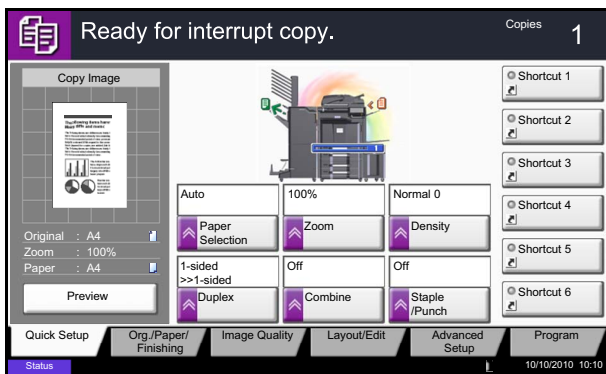 Ready for interrupt copy.
Copies
1
Copy Image
Original : A4
Zoom : 100%
Paper : A4
Preview
1
Auto
100%
Normal 0
Paper
Selection
Zoom
Density
1-sided
>>1-sided
Off
Off
Duplex
Combine
Staple
/Punch
Shortcut 1
Shortcut 2
Shortcut 3
Shortcut 4
Shortcut 5
Shortcut 6
Quick Setup
Org./Paper/
Finishing
Image Quality
Layout/Edit
Advanced
Setup
Program
Status
10/10/2010 10:10